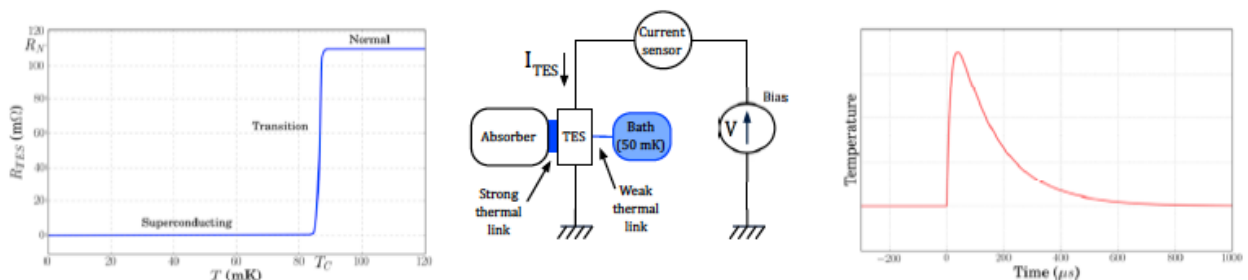 120
R_N
100
80
60
40
20
0
R_TES (mΩ)
Normal
Transition
Superconducting
0 20 40 60 80 T_C 100 120
T (mK)
Current
sensor
I_TES
Bias
V
Absorber
TES
Bath
(50 mK)
Strong
thermal
link
Weak
thermal
link
Temperature
−200 0 200 400 600 800 1000
Time (μs)